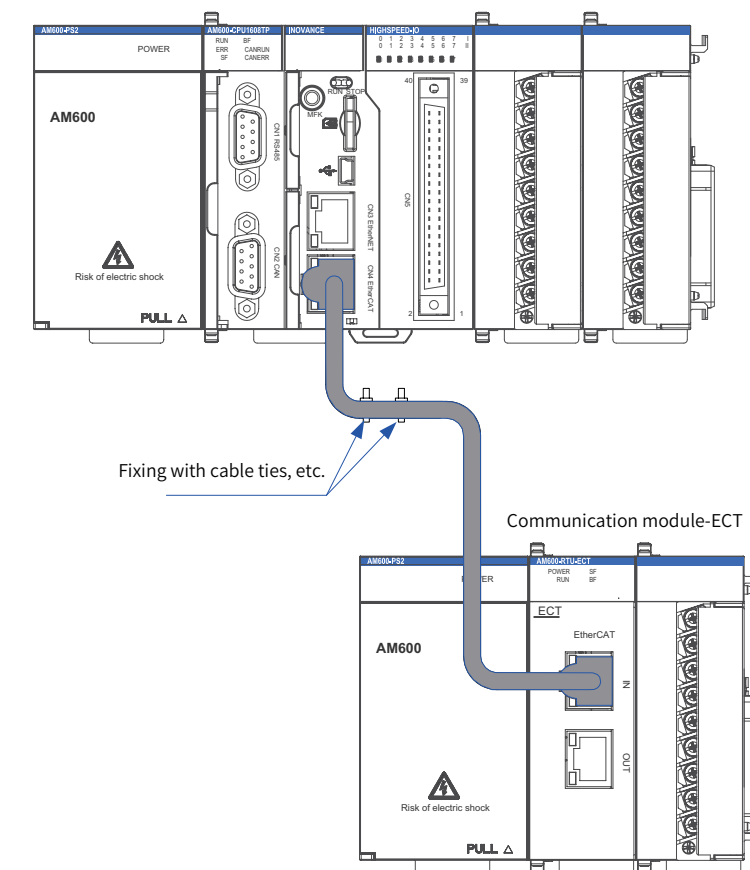 AM600-PS2
AM600-CPU1608TP
INOVANCE
HIGHSPEED-IO
POWER
RUN BF
ERR CANRUN
SF CANERR
0 1 2 3 4 5 6 7 I
0 1 2 3 4 5 6 7 II
RUN STOP
MFK
40
39
AM600
CN1 RS485
CN5
CN3 EtherNET
CN2 CAN
CN4 EtherCAT
Risk of electric shock
PULL
2
1
Fixing with cable ties, etc.
Communication module-ECT
AM600-PS2
AM600-RTU-ECT
POWER SF
RUN BF
ER
ECT
EtherCAT
AM600
IN
OUT
Risk of electric shock
PULL